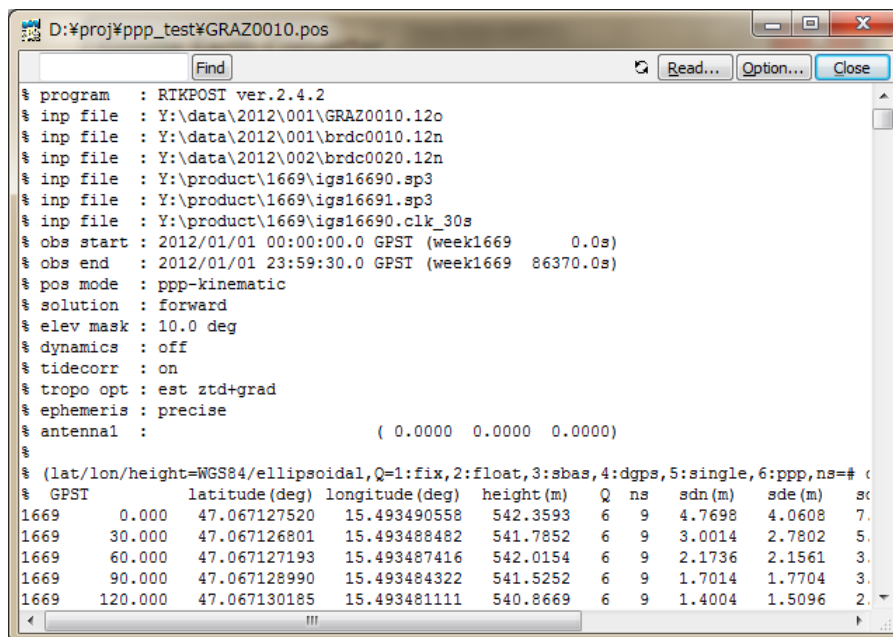 D:¥proj¥ppp_test¥GRAZ0010.pos
Find Read... Option... Close
% program   : RTKPOST ver.2.4.2
% inp file  : Y:\data\2012\001\GRAZ0010.12o
% inp file  : Y:\data\2012\001\brdc0010.12n
% inp file  : Y:\data\2012\002\brdc0020.12n
% inp file  : Y:\product\1669\igs16690.sp3
% inp file  : Y:\product\1669\igs16691.sp3
% inp file  : Y:\product\1669\igs16690.clk_30s
% obs start : 2012/01/01 00:00:00.0 GPST (week1669      0.0s)
% obs end   : 2012/01/01 23:59:30.0 GPST (week1669  86370.0s)
% pos mode  : ppp-kinematic
% solution  : forward
% elev mask : 10.0 deg
% dynamics  : off
% tidecorr  : on
% tropo opt : est ztd+grad
% ephemeris : precise
% antenna1  :                       ( 0.0000  0.0000  0.0000)
%
% (lat/lon/height=WGS84/ellipsoidal,Q=1:fix,2:float,3:sbas,4:dgps,5:single,6:ppp,ns=#
%  GPST          latitude(deg) longitude(deg)  height(m)   Q  ns   sdn(m)   sde(m)
1669      0.000   47.067127520   15.493490558   542.3593   6   9   4.7698   4.0608   7.
1669     30.000   47.067126801   15.493488482   541.7852   6   9   3.0014   2.7802   5.
1669     60.000   47.067127193   15.493487416   542.0154   6   9   2.1736   2.1561   3.
1669     90.000   47.067128990   15.493484322   541.5252   6   9   1.7014   1.7704   3.
1669    120.000   47.067130185   15.493481111   540.8669   6   9   1.4004   1.5096   2.